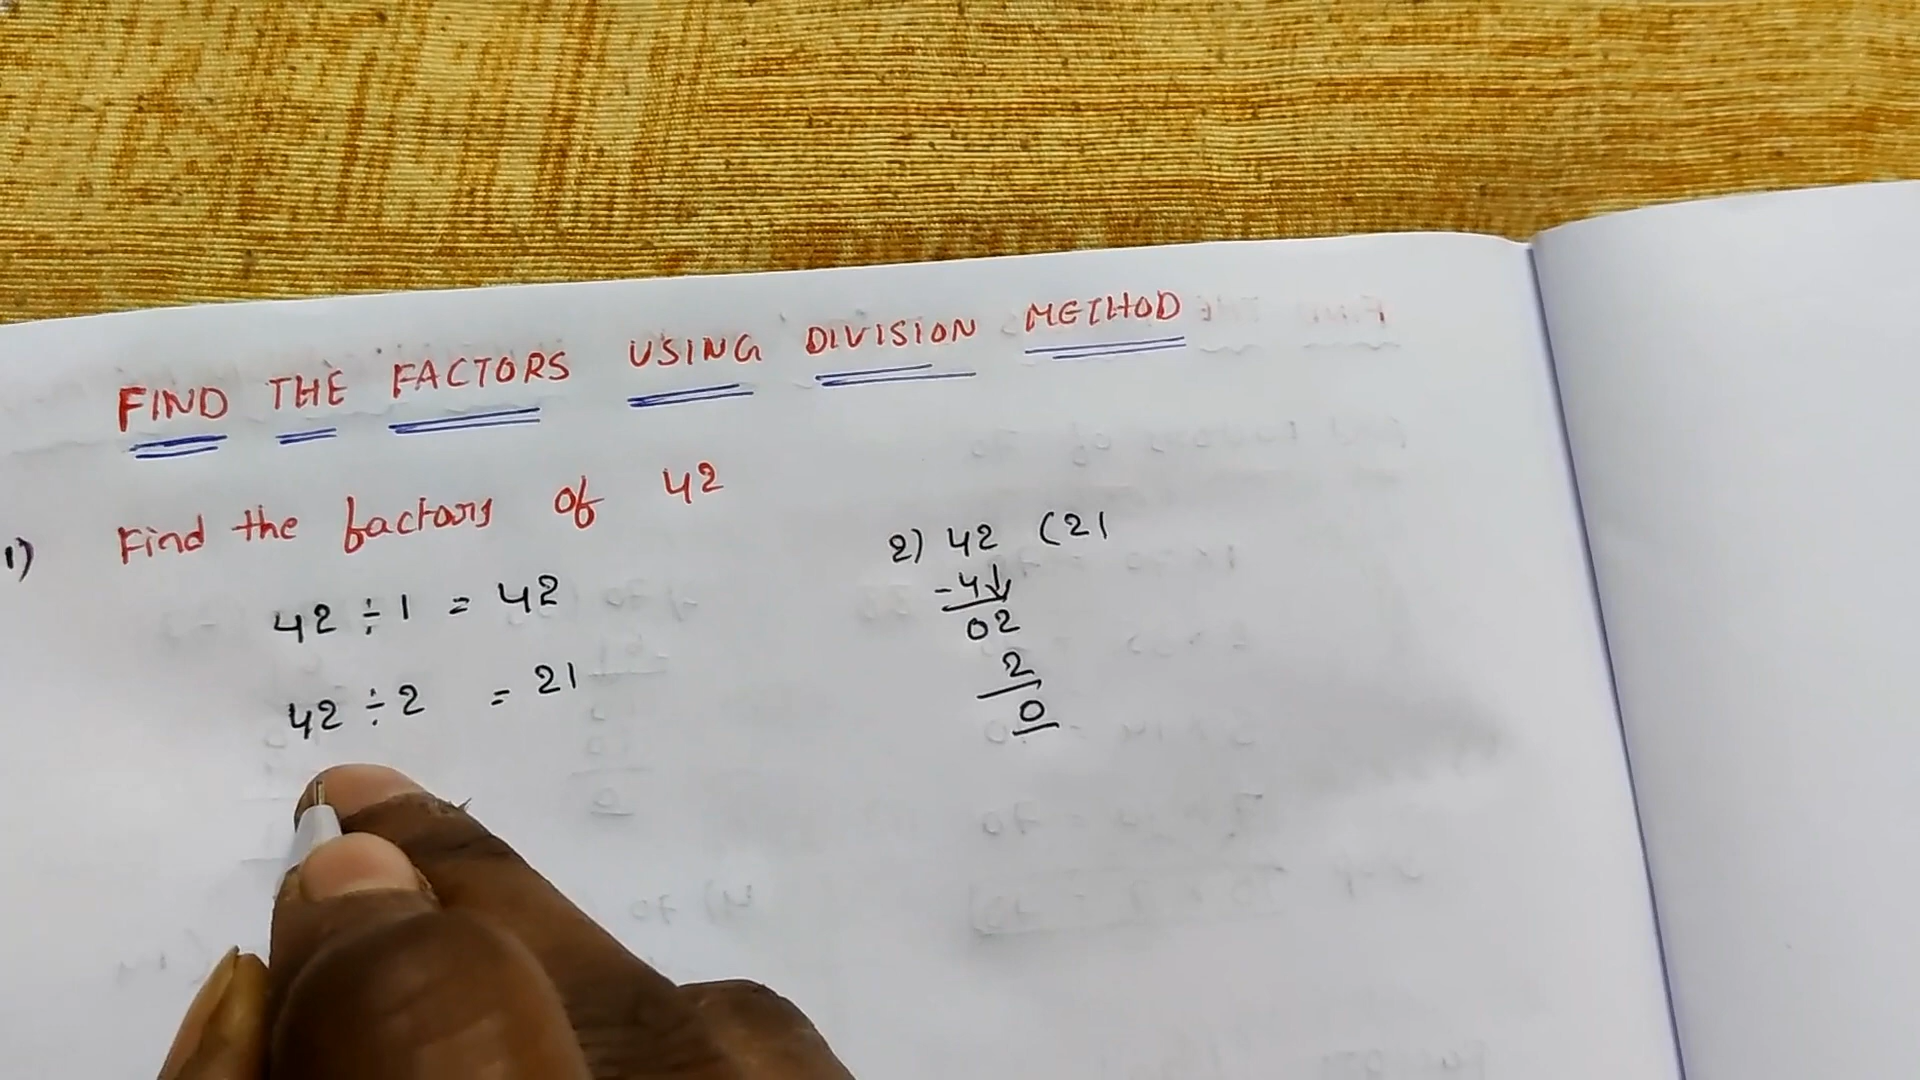 FIND THE FACTORS USING DIVISION METHOD
1) Find the factors of 42
42 ÷ 1 = 42
42 ÷ 2 = 21
2) 42 (21
-4↓
02
2
0